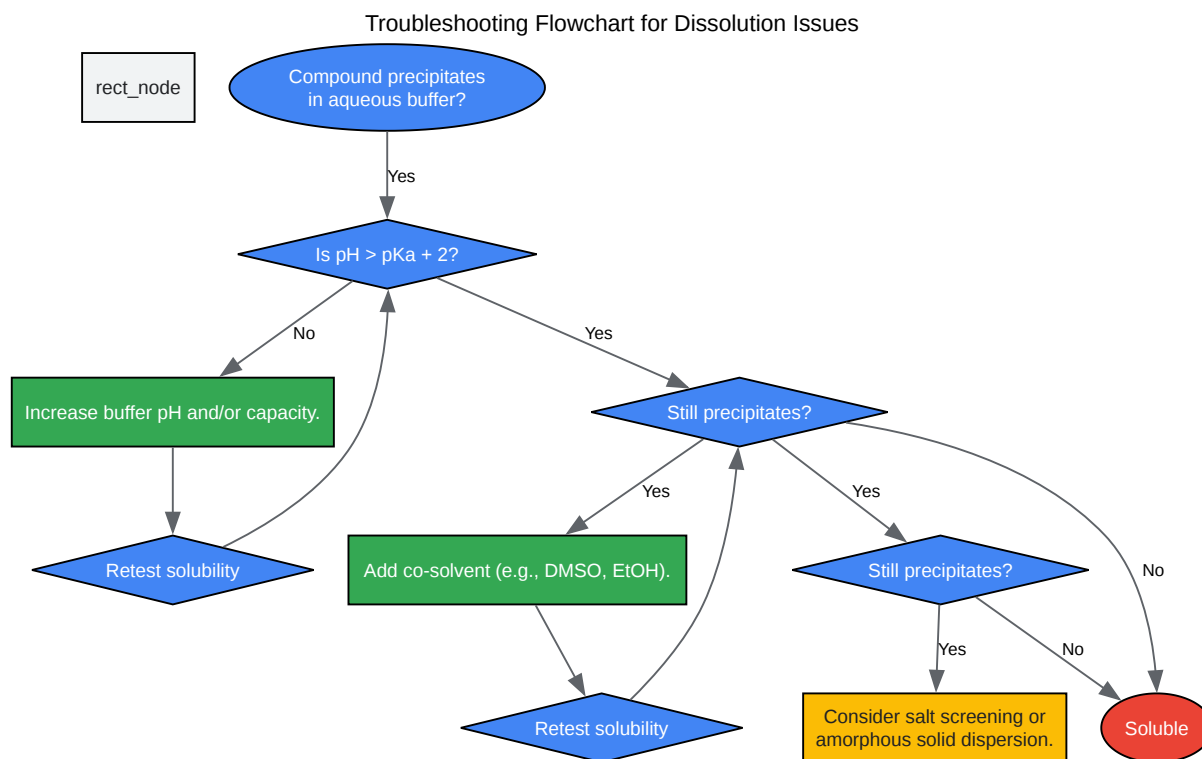 Troubleshooting Flowchart for Dissolution Issues
rect_node
Compound precipitates
in aqueous buffer?
Yes
Is pH > pKa + 2?
No
Yes
Increase buffer pH and/or capacity.
Still precipitates?
Yes
Yes
No
Retest solubility
Add co-solvent (e.g., DMSO, EtOH).
Still precipitates?
Yes
No
Retest solubility
Consider salt screening or
amorphous solid dispersion.
Soluble